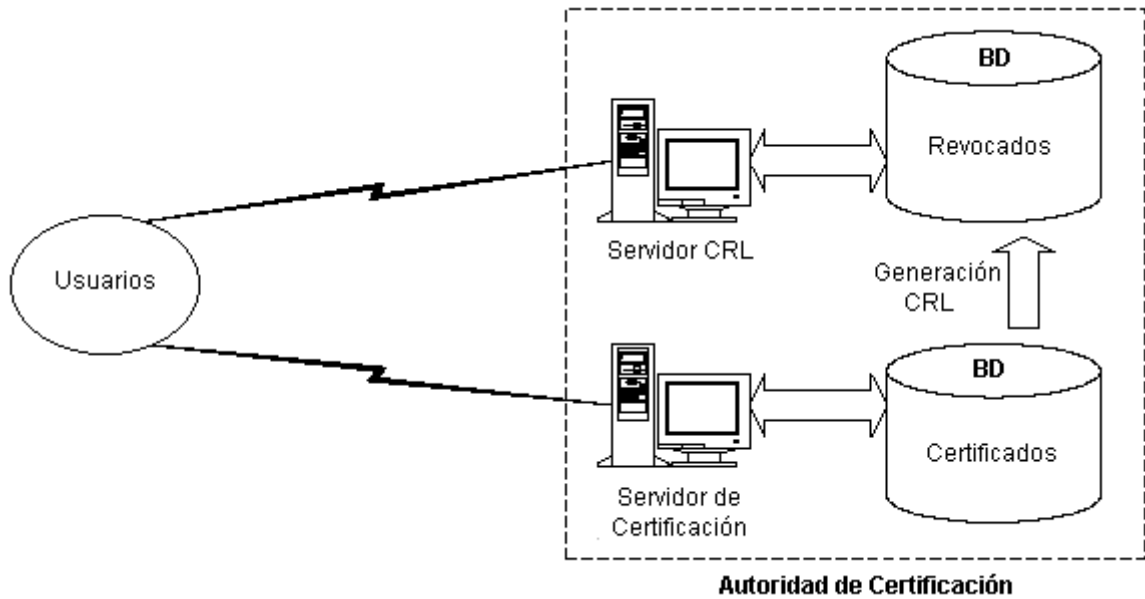 BD
Revocados
Servidor CRL
Generación
CRL
Usuarios
BD
Certificados
Servidor de
Certificación
Autoridad de Certificación